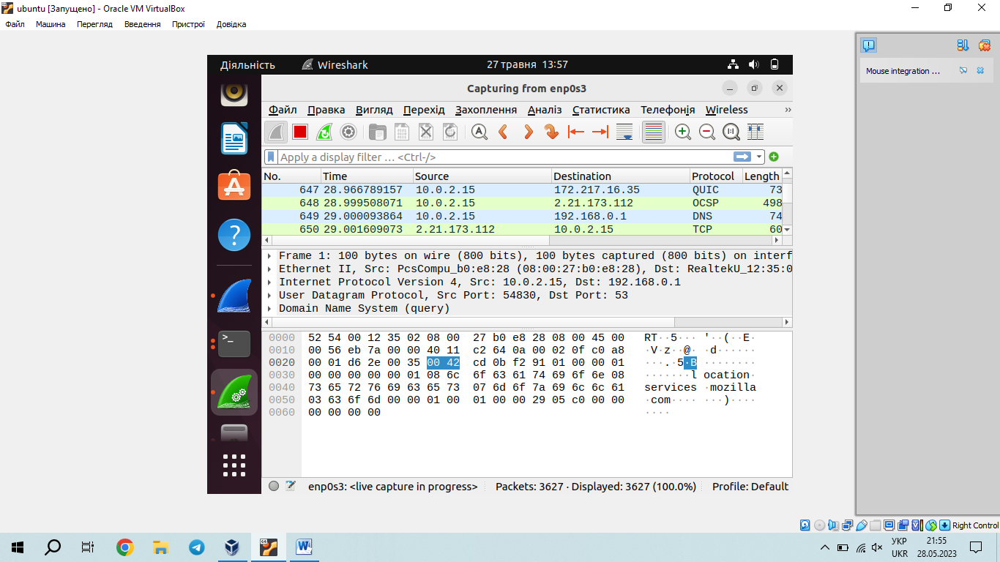 ubuntu [Запущено] - Oracle VM VirtualBox
Файл Машина Перегляд Введення Пристрої Довідка
Mouse integration ...
Діяльність Wireshark 27 травня 13:57
Capturing from enp0s3
Файл Правка Вигляд Перехід Захоплення Аналіз Статистика Телефонія Wireless »
Apply a display filter … <Ctrl-/>
No. Time Source Destination Protocol Length
647 28.966789157 10.0.2.15 172.217.16.35 QUIC 73
648 28.999508071 10.0.2.15 2.21.173.112 OCSP 498
649 29.000093864 10.0.2.15 192.168.0.1 DNS 74
650 29.001609073 2.21.173.112 10.0.2.15 TCP 60
Frame 1: 100 bytes on wire (800 bits), 100 bytes captured (800 bits) on interf
Ethernet II, Src: PcsCompu_b0:e8:28 (08:00:27:b0:e8:28), Dst: RealtekU_12:35:0
Internet Protocol Version 4, Src: 10.0.2.15, Dst: 192.168.0.1
User Datagram Protocol, Src Port: 54830, Dst Port: 53
Domain Name System (query)
0000 52 54 00 12 35 02 08 00 27 b0 e8 28 08 00 45 00 RT··5··· '··(··E·
0010 00 56 eb 7a 00 00 40 11 c2 64 0a 00 02 0f c0 a8 ·V·z··@· ·d······
0020 00 01 d6 2e 00 35 00 42 cd 0b f2 91 01 00 00 01 ···.·5·B ········
0030 00 00 00 00 00 01 08 6c 6f 63 61 74 69 6f 6e 08 ·······l ocation·
0040 73 65 72 76 69 63 65 73 07 6d 6f 7a 69 6c 6c 61 services ·mozilla
0050 03 63 6f 6d 00 00 01 00 01 00 00 29 05 c0 00 00 ·com···· ···)····
0060 00 00 00 00 ····
enp0s3: <live capture in progress> Packets: 3627 · Displayed: 3627 (100.0%) Profile: Default
Right Control
УКР 21:55
UKR 28.05.2023